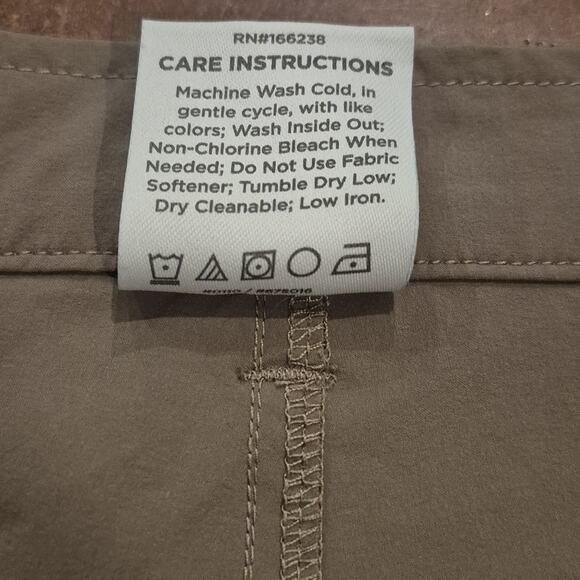 RN#166238
CARE INSTRUCTIONS
Machine Wash Cold, in
gentle cycle, with like
colors; Wash Inside Out;
Non-Chlorine Bleach When
Needed; Do Not Use Fabric
Softener; Tumble Dry Low;
Dry Cleanable; Low Iron.